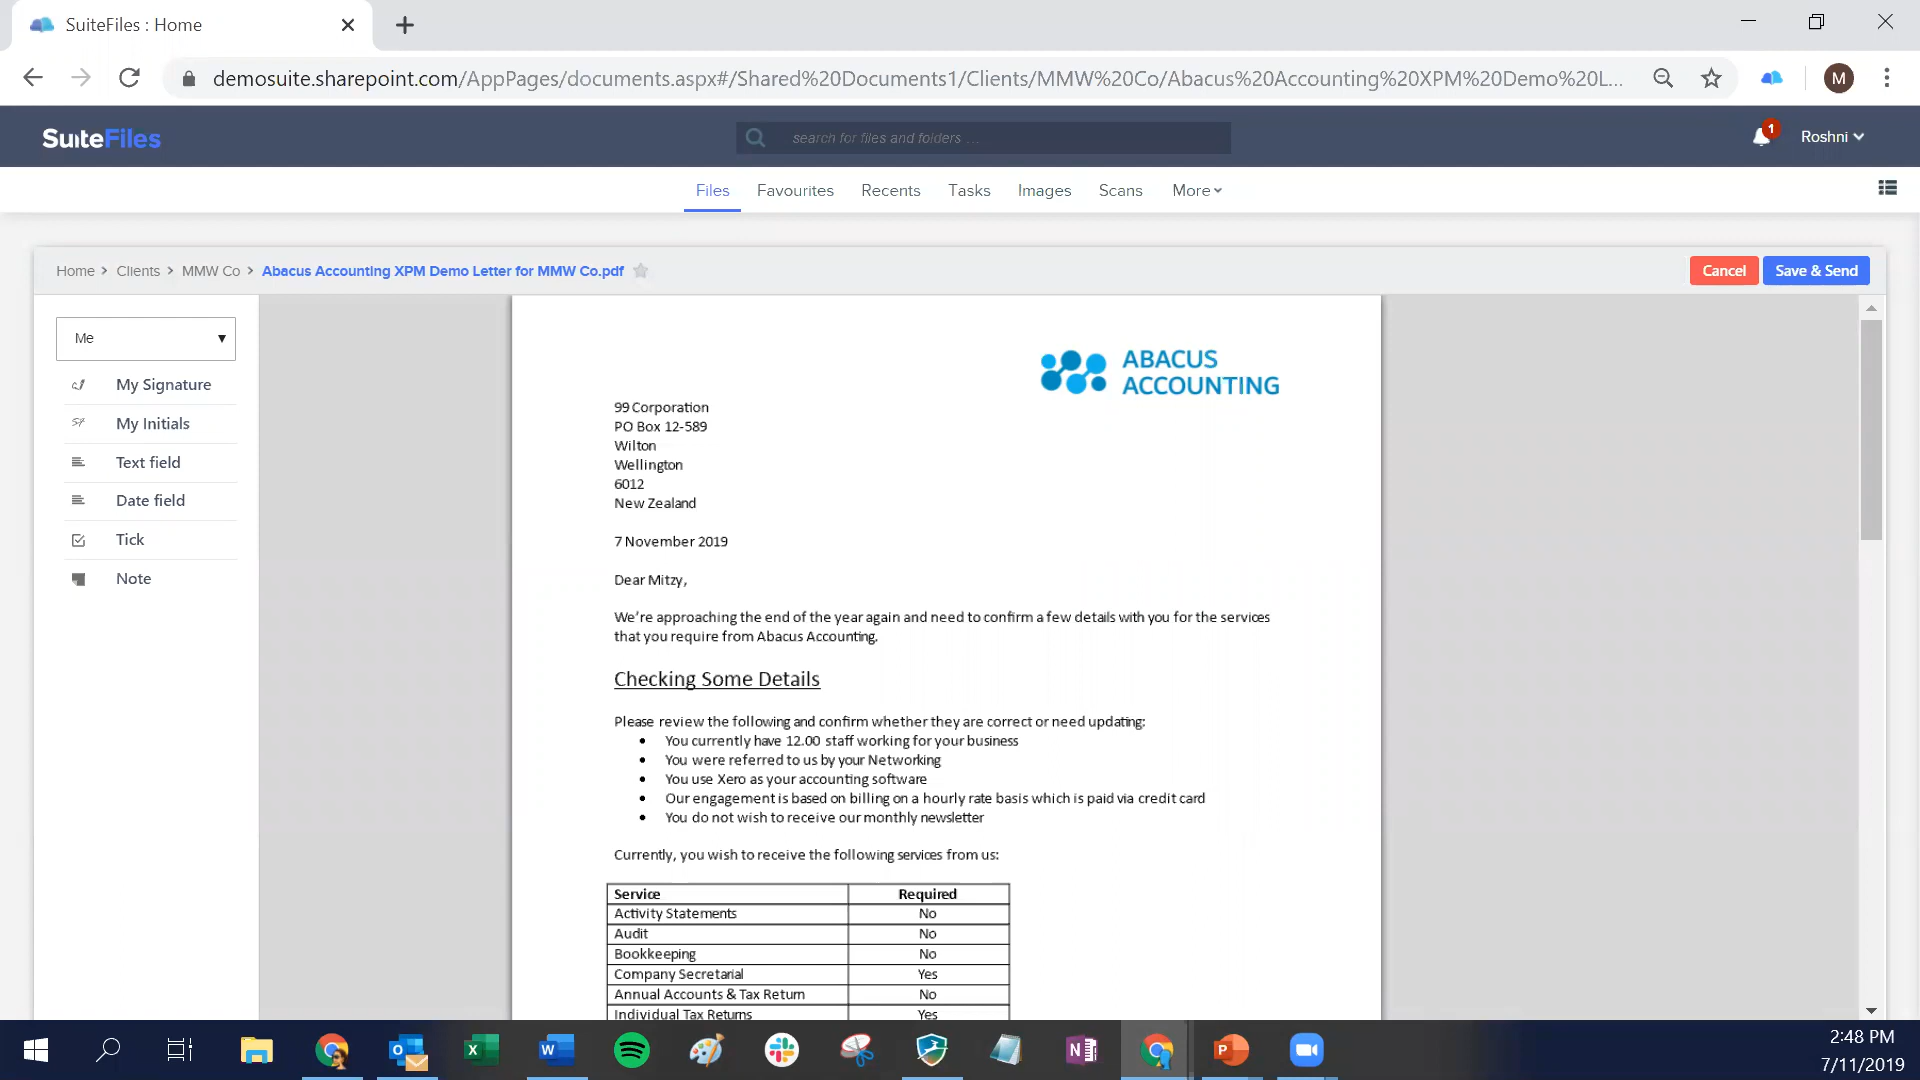 SuiteFiles : Home
demosuite.sharepoint.com/AppPages/documents.aspx#/Shared%20Documents1/Clients/MMW%20Co/Abacus%20Accounting%20XPM%20Demo%20L...
M
SuiteFiles
search for files and folders ...
1
Roshni
Files
Favourites
Recents
Tasks
Images
Scans
More
Home > Clients > MMW Co > Abacus Accounting XPM Demo Letter for MMW Co.pdf
Cancel
Save & Send
Me
My Signature
My Initials
Text field
Date field
Tick
Note
ABACUS
ACCOUNTING
99 Corporation
PO Box 12-589
Wilton
Wellington
6012
New Zealand
7 November 2019
Dear Mitzy,
We're approaching the end of the year again and need to confirm a few details with you for the services
that you require from Abacus Accounting.
Checking Some Details
Please review the following and confirm whether they are correct or need updating:
• You currently have 12.00 staff working for your business
• You were referred to us by your Networking
• You use Xero as your accounting software
• Our engagement is based on billing on a hourly rate basis which is paid via credit card
• You do not wish to receive our monthly newsletter
Currently, you wish to receive the following services from us:
Service Required
Activity Statements No
Audit No
Bookkeeping No
Company Secretarial Yes
Annual Accounts & Tax Return No
Individual Tax Returns Yes
2:48 PM
7/11/2019